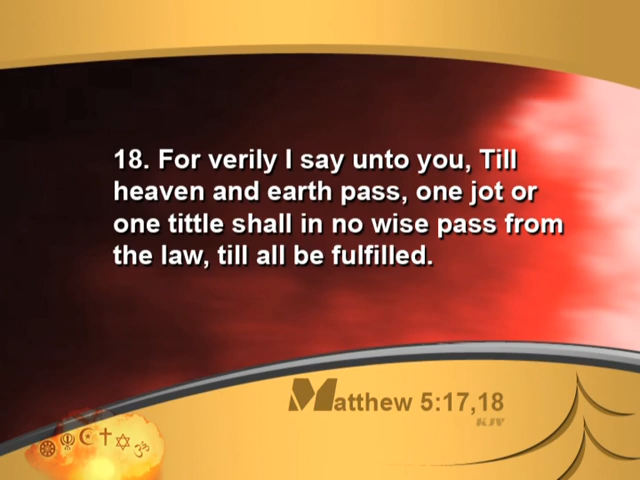 18. For verily I say unto you, Till
heaven and earth pass, one jot or
one tittle shall in no wise pass from
the law, till all be fulfilled.
Matthew 5:17,18
KJV